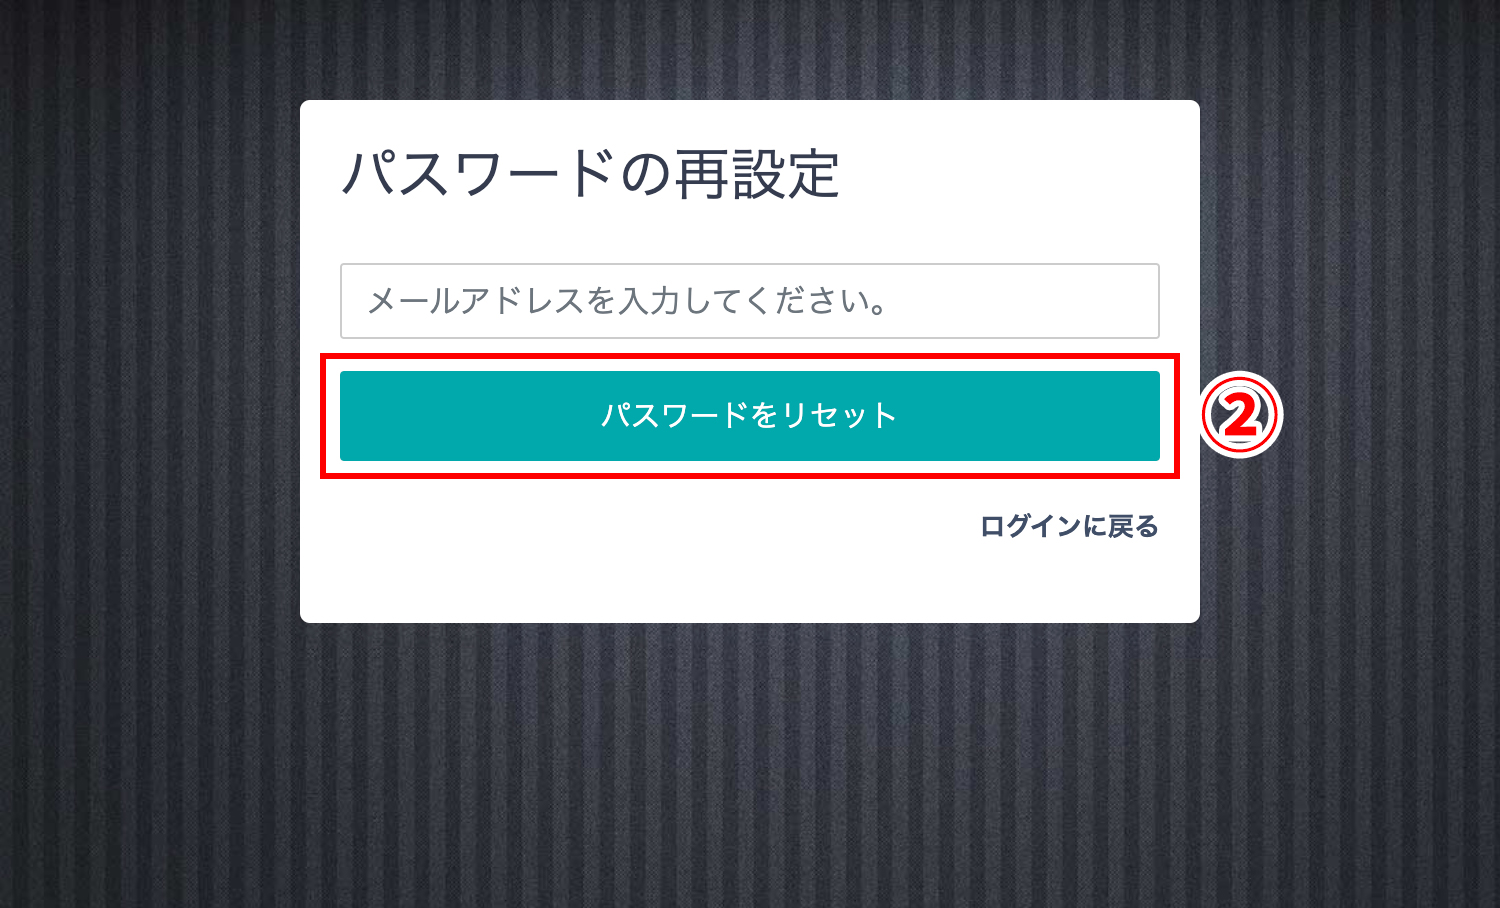 パスワードの再設定
メールアドレスを入力してください。
パスワードをリセット
②
ログインに戻る